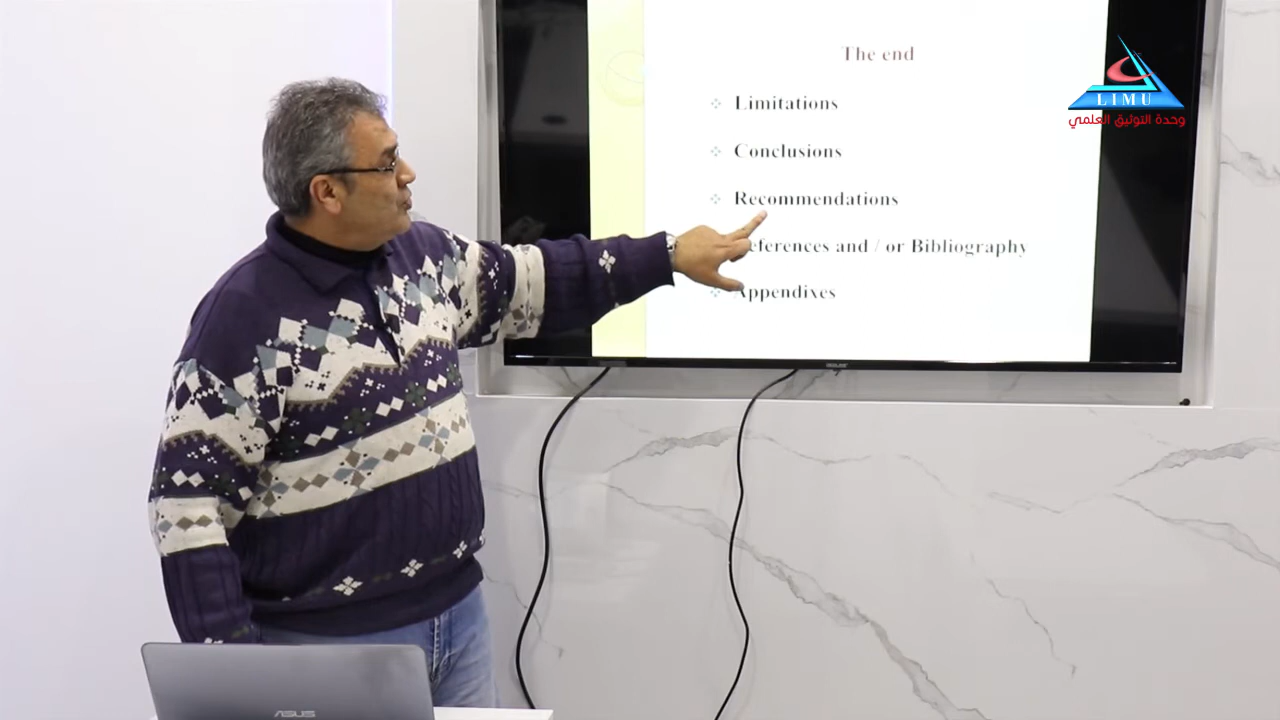 The end
Limitations
Conclusions
Recommendations
eferences and / or Bibliography
Appendixes
LIMU
وحدة التوثيق العلمي
ASUS